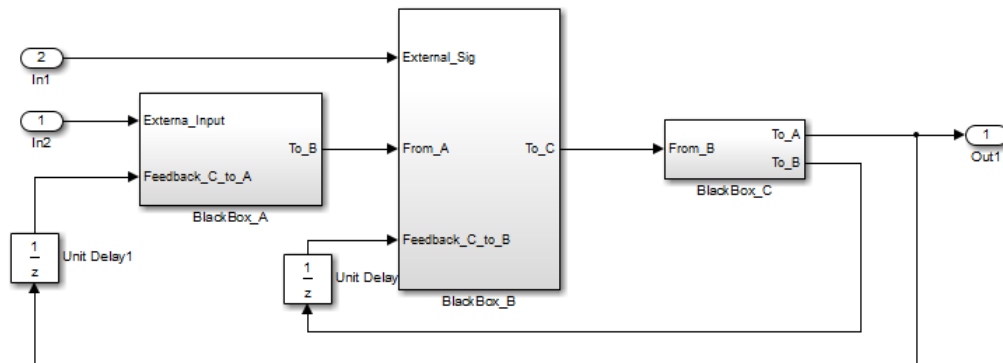 2
In1
External_Sig
1
In2
Externa_Input
To_B
Feedback_C_to_A
BlackBox_A
From_A
To_C
Feedback_C_to_B
BlackBox_B
From_B
To_A
To_B
BlackBox_C
1
Out1
1
z
Unit Delay1
1
z
Unit Delay